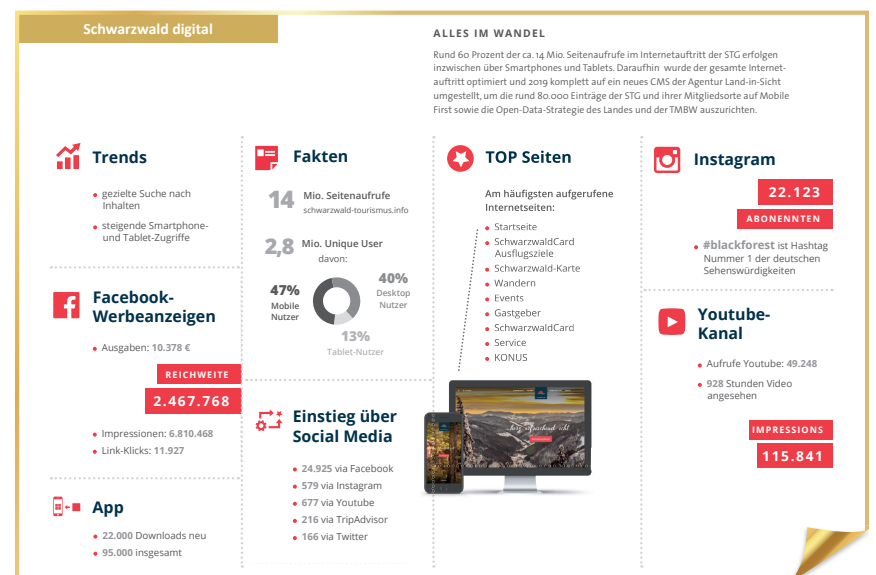 Schwarzwald digital
ALLES IM WANDEL
Rund 60 Prozent der ca. 14 Mio. Seitenaufrufe im Internetauftritt der STG erfolgen
inzwischen über Smartphones und Tablets. Daraufhin wurde der gesamte Internet-
auftritt optimiert und 2019 komplett auf ein neues CMS der Agentur Land-in-Sicht
umgestellt, um die rund 80.000 Einträge der STG und ihrer Mitgliedsorte auf Mobile
First sowie die Open-Data-Strategie des Landes und der TMBW auszurichten.
Trends
gezielte Suche nach
Inhalten
steigende Smartphone-
und Tablet-Zugriffe
Facebook-
Werbeanzeigen
Ausgaben: 10.378 €
REICHWEITE
2.467.768
Impressionen: 6.810.468
Link-Klicks: 11.927
App
22.000 Downloads neu
95.000 insgesamt
Fakten
14 Mio. Seitenaufrufe
schwarzwald-tourismus.info
2,8 Mio. Unique User
davon:
47%
Mobile
Nutzer
40%
Desktop
Nutzer
13%
Tablet-Nutzer
Einstieg über
Social Media
24.925 via Facebook
579 via Instagram
677 via Youtube
216 via TripAdvisor
166 via Twitter
TOP Seiten
Am häufigsten aufgerufene
Internetseiten:
Startseite
SchwarzwaldCard
Ausflugsziele
Schwarzwald-Karte
Wandern
Events
Gastgeber
SchwarzwaldCard
Service
KONUS
Instagram
22.123
ABONENNTEN
#blackforest ist Hashtag
Nummer 1 der deutschen
Sehenswürdigkeiten
Youtube-
Kanal
Aufrufe Youtube: 49.248
928 Stunden Video
angesehen
IMPRESSIONS
115.841